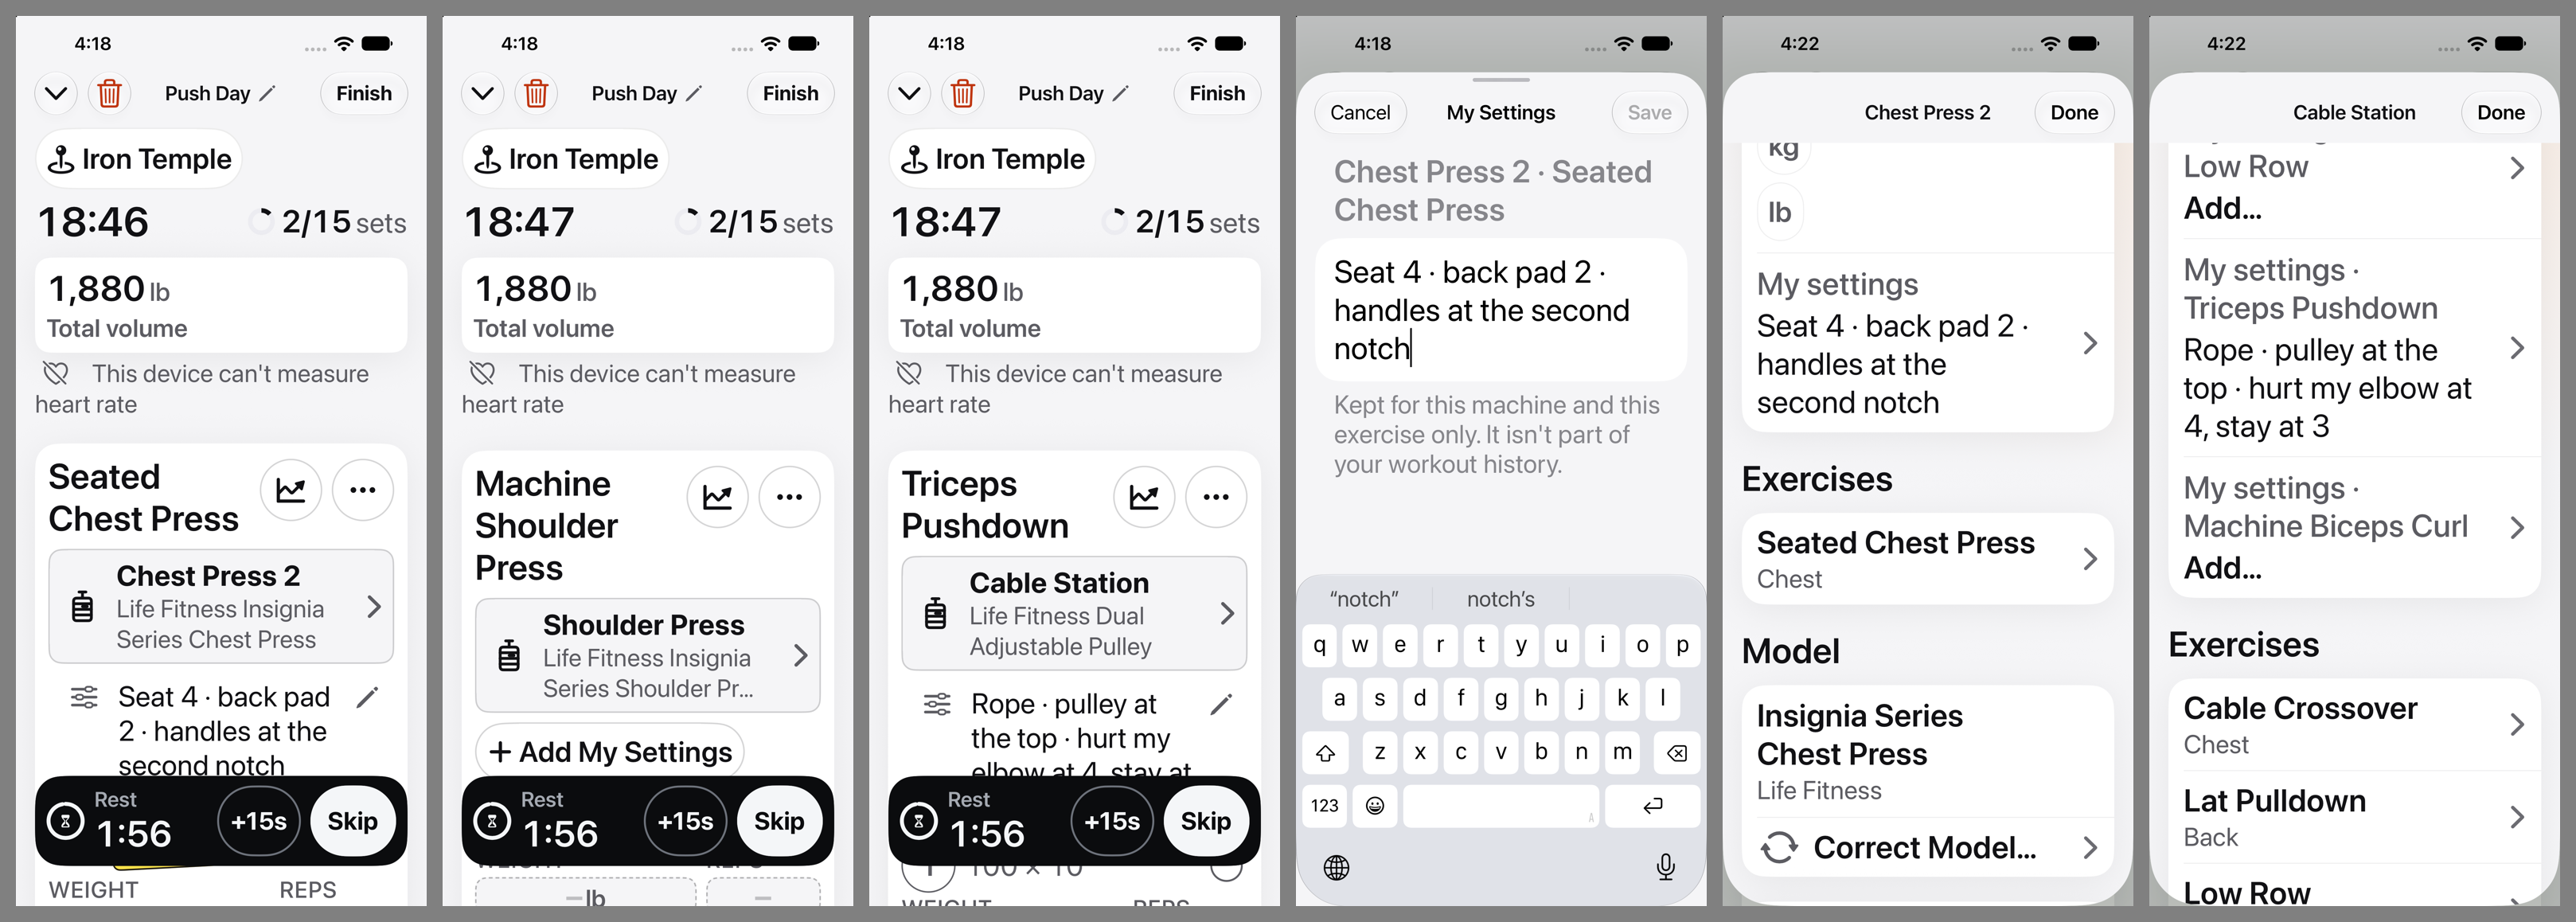 4:18
Push Day
Finish
Iron Temple
18:46
2/15 sets
1,880 lb
Total volume
This device can't measure
heart rate
Seated
Chest Press
Chest Press 2
Life Fitness Insignia
Series Chest Press
Seat 4 · back pad
2 · handles at the
second notch
Rest
1:56
+15s
Skip
WEIGHT
REPS
4:18
Push Day
Finish
Iron Temple
18:47
2/15 sets
1,880 lb
Total volume
This device can't measure
heart rate
Machine
Shoulder
Press
Shoulder Press
Life Fitness Insignia
Series Shoulder Pr...
+ Add My Settings
Rest
1:56
+15s
Skip
– lb
–
4:18
Push Day
Finish
Iron Temple
18:47
2/15 sets
1,880 lb
Total volume
This device can't measure
heart rate
Triceps
Pushdown
Cable Station
Life Fitness Dual
Adjustable Pulley
Rope · pulley at
the top · hurt my
elbow at 4, stay at
Rest
1:56
+15s
Skip
100 × 10
WEIGHT
REPS
4:18
Cancel
My Settings
Save
Chest Press 2 · Seated
Chest Press
Seat 4 · back pad 2 ·
handles at the second
notch
Kept for this machine and this
exercise only. It isn't part of
your workout history.
“notch”
notch's
q w e r t y u i o p
a s d f g h j k l
z x c v b n m
123
4:22
Chest Press 2
Done
kg
lb
My settings
Seat 4 · back pad 2 ·
handles at the
second notch
Exercises
Seated Chest Press
Chest
Model
Insignia Series
Chest Press
Life Fitness
Correct Model...
4:22
Cable Station
Done
Low Row
Add...
My settings ·
Triceps Pushdown
Rope · pulley at the
top · hurt my elbow at
4, stay at 3
My settings ·
Machine Biceps Curl
Add...
Exercises
Cable Crossover
Chest
Lat Pulldown
Back
Low Row